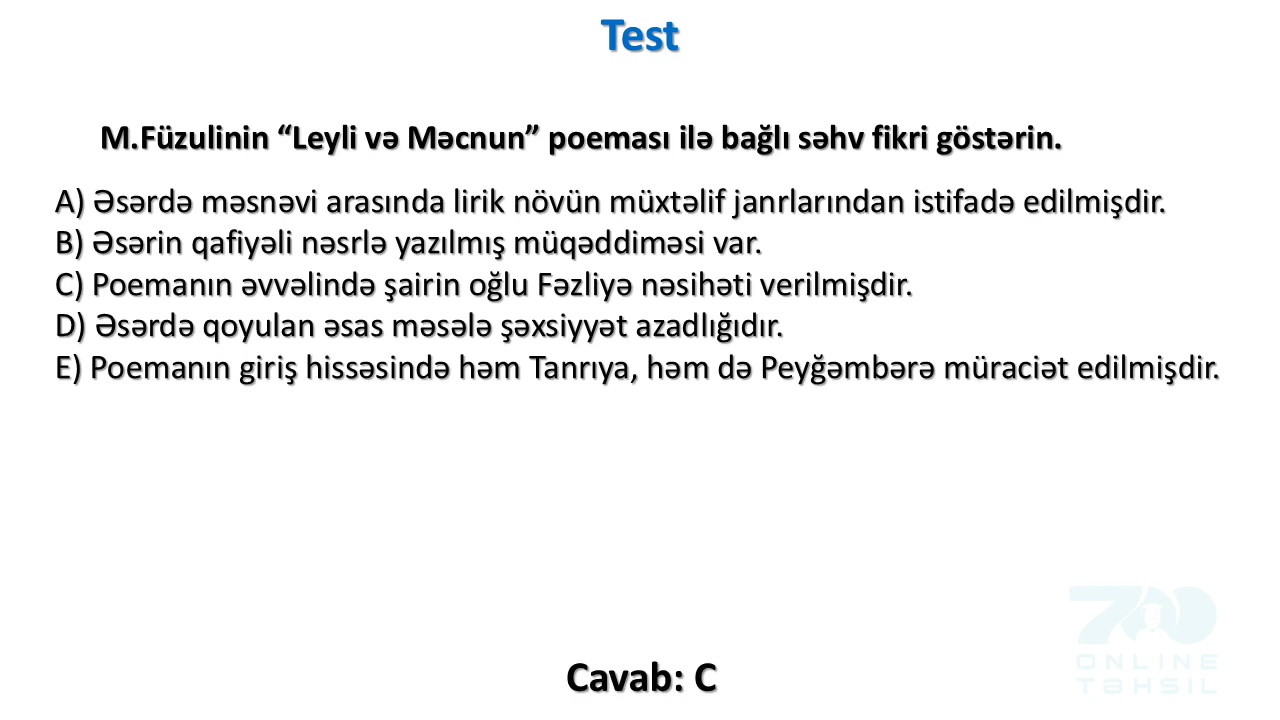 Test
M.Füzulinin “Leyli və Məcnun” poeması ilə bağlı səhv fikri göstərin.
A) Əsərdə məsnəvi arasında lirik növün müxtəlif janrlarından istifadə edilmişdir.
B) Əsərin qafiyəli nəsrlə yazılmış müqəddiməsi var.
C) Poemanın əvvəlində şairin oğlu Fəzliyə nəsihəti verilmişdir.
D) Əsərdə qoyulan əsas məsələ şəxsiyyət azadlığıdır.
E) Poemanın giriş hissəsində həm Tanrıya, həm də Peyğəmbərə müraciət edilmişdir.
700
ONLINE
TƏHSİL
Cavab: C